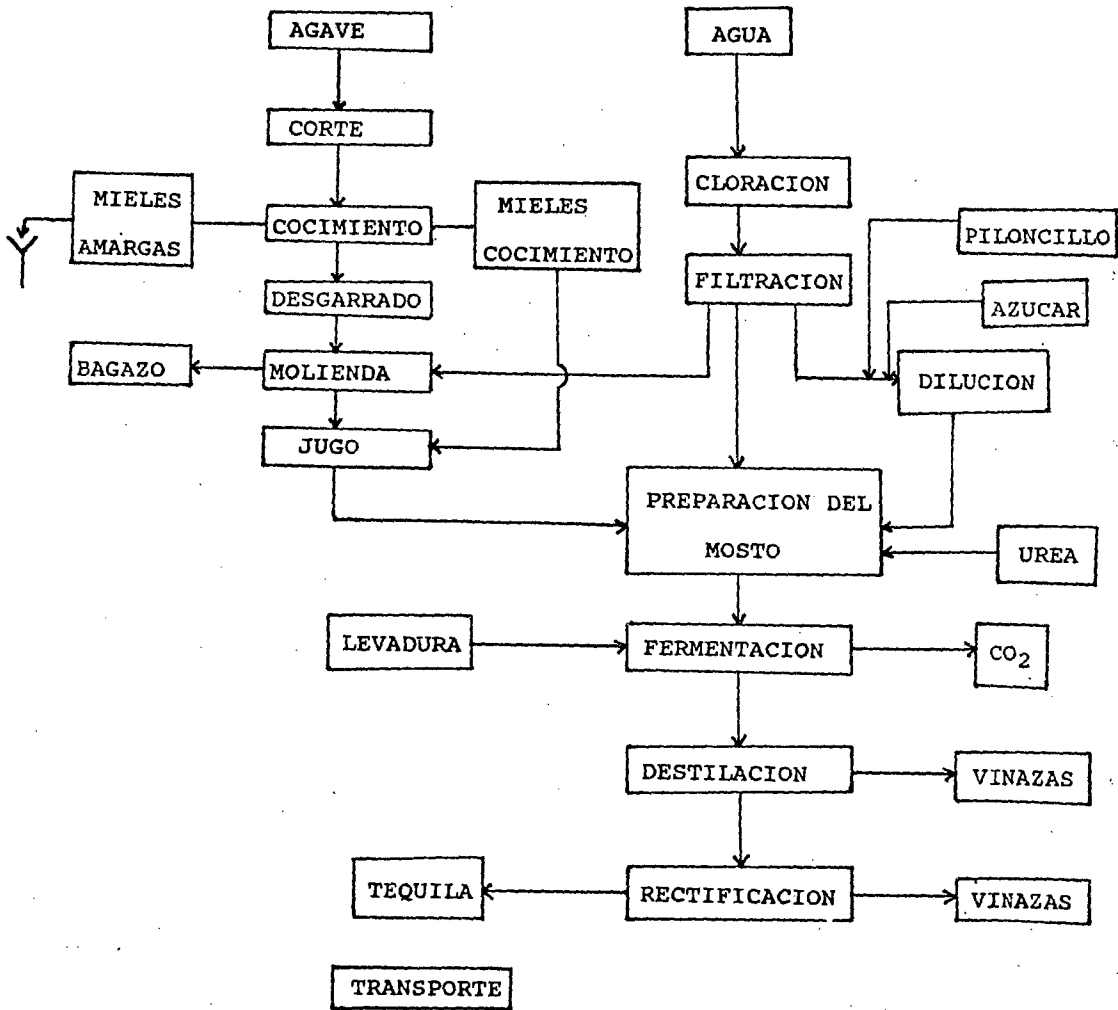 AGAVE
AGUA
CORTE
CLORACION
MIELES
AMARGAS
COCIMIENTO
MIELES
COCIMIENTO
PILONCILLO
FILTRACION
DESGARRADO
AZUCAR
BAGAZO
MOLIENDA
DILUCION
JUGO
PREPARACION DEL
MOSTO
UREA
LEVADURA
FERMENTACION
CO2
DESTILACION
VINAZAS
TEQUILA
RECTIFICACION
VINAZAS
TRANSPORTE